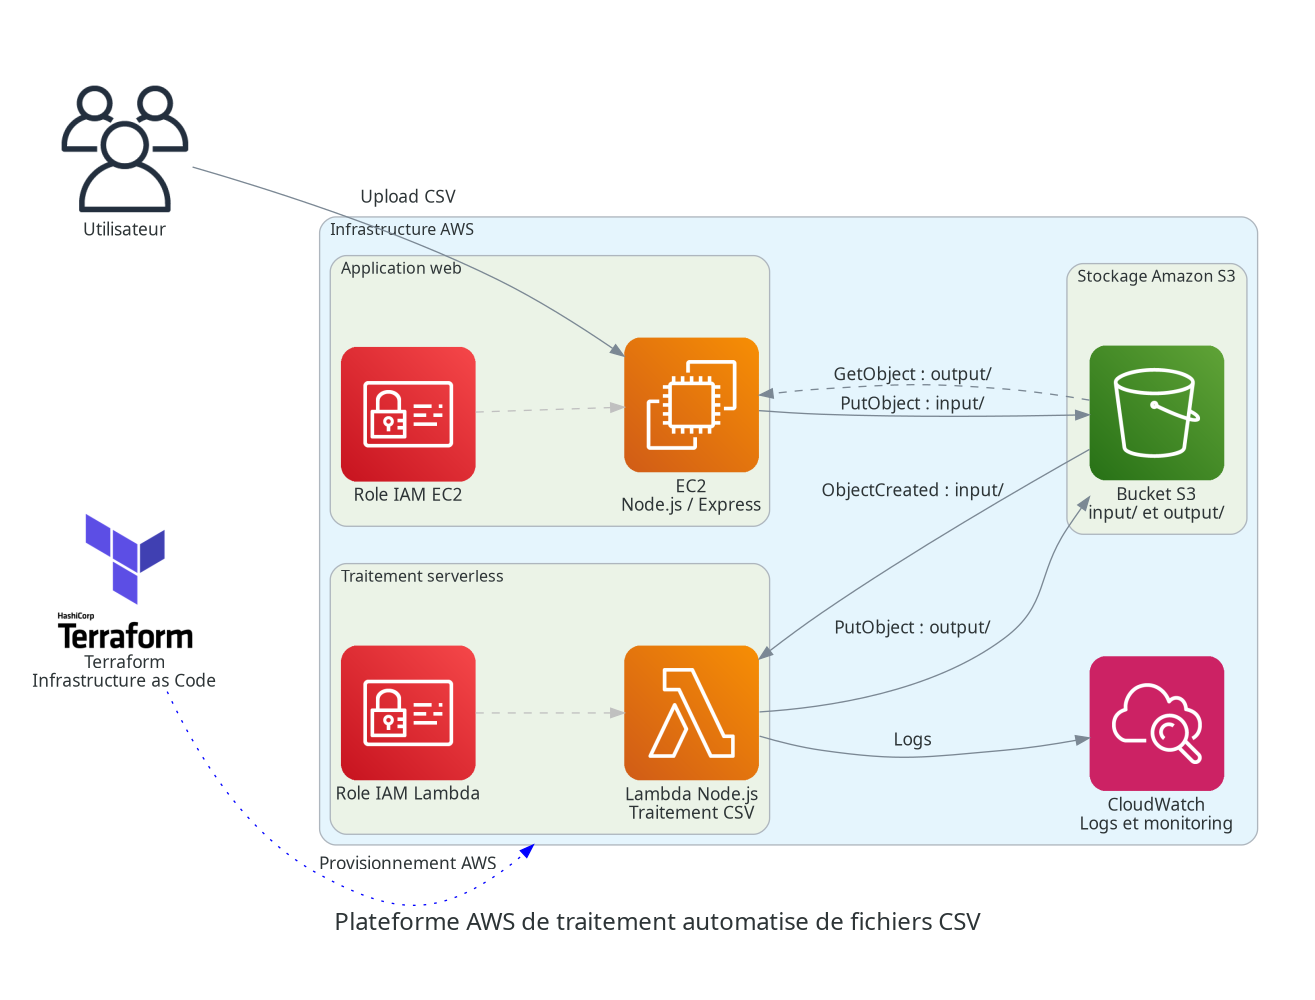 Utilisateur
Upload CSV
Infrastructure AWS
Application web
Stockage Amazon S3
Role IAM EC2
EC2
Node.js / Express
GetObject : output/
PutObject : input/
Bucket S3
input/ et output/
ObjectCreated : input/
HashiCorp
Terraform
Terraform
Infrastructure as Code
Traitement serverless
PutObject : output/
Role IAM Lambda
Lambda Node.js
Traitement CSV
Logs
CloudWatch
Logs et monitoring
Provisionnement AWS
Plateforme AWS de traitement automatise de fichiers CSV